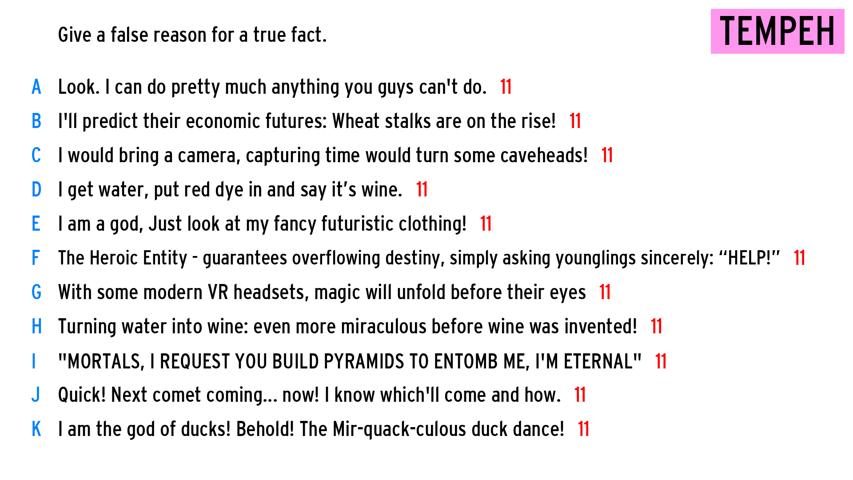 Give a false reason for a true fact.
TEMPEH
A Look. I can do pretty much anything you guys can't do. 11
B I'll predict their economic futures: Wheat stalks are on the rise! 11
C I would bring a camera, capturing time would turn some caveheads! 11
D I get water, put red dye in and say it’s wine. 11
E I am a god, Just look at my fancy futuristic clothing! 11
F The Heroic Entity - guarantees overflowing destiny, simply asking younglings sincerely: “HELP!” 11
G With some modern VR headsets, magic will unfold before their eyes 11
H Turning water into wine: even more miraculous before wine was invented! 11
I "MORTALS, I REQUEST YOU BUILD PYRAMIDS TO ENTOMB ME, I'M ETERNAL" 11
J Quick! Next comet coming... now! I know which'll come and how. 11
K I am the god of ducks! Behold! The Mir-quack-culous duck dance! 11